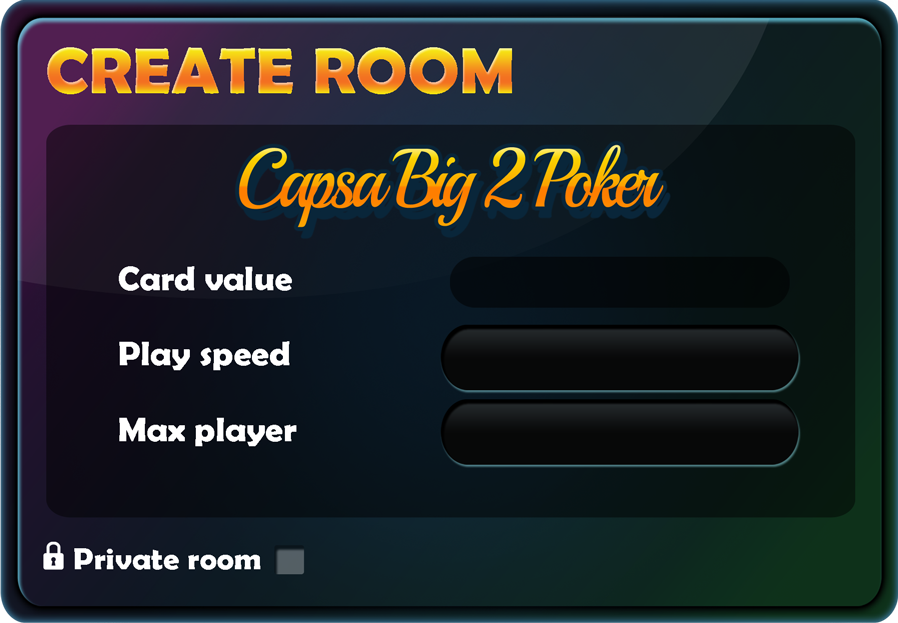 CREATE ROOM
Capsa Big 2 Poker
Card value
Play speed
Max player
Private room